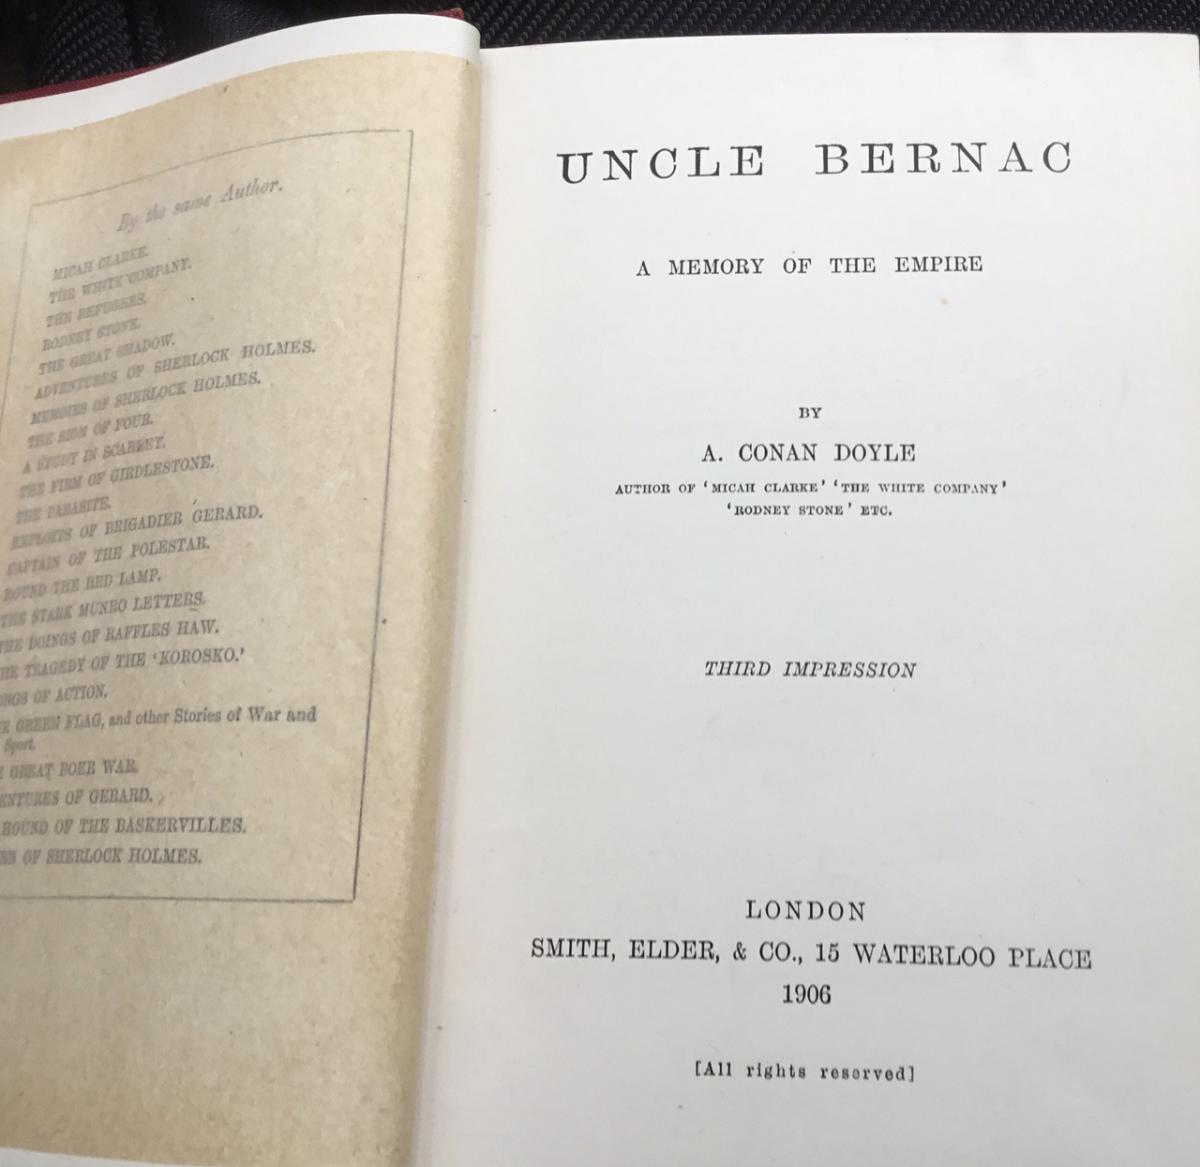 By the same Author.
MICAH CLARKE.
THE WHITE COMPANY.
THE REFUGEES.
RODNEY STONE.
THE GREAT SHADOW.
ADVENTURES OF SHERLOCK HOLMES.
MEMOIRS OF SHERLOCK HOLMES.
THE SIGN OF FOUR.
A STUDY IN SCARLET.
THE FIRM OF GIRDLESTONE.
THE PARASITE.
EXPLOITS OF BRIGADIER GERARD.
CAPTAIN OF THE POLESTAR.
ROUND THE RED LAMP.
THE STARK MUNRO LETTERS.
THE DOINGS OF RAFFLES HAW.
HE TRAGEDY OF THE 'KOROSKO.'
NGS OF ACTION.
E GREEN FLAG, and other Stories of War and
Sport.
E GREAT BOER WAR.
ENTURES OF GERARD.
HOUND OF THE BASKERVILLES.
RN OF SHERLOCK HOLMES.
UNCLE BERNAC
A MEMORY OF THE EMPIRE
BY
A. CONAN DOYLE
AUTHOR OF 'MICAH CLARKE' 'THE WHITE COMPANY'
'RODNEY STONE' ETC.
THIRD IMPRESSION
LONDON
SMITH, ELDER, & CO., 15 WATERLOO PLACE
1906
[All rights reserved]